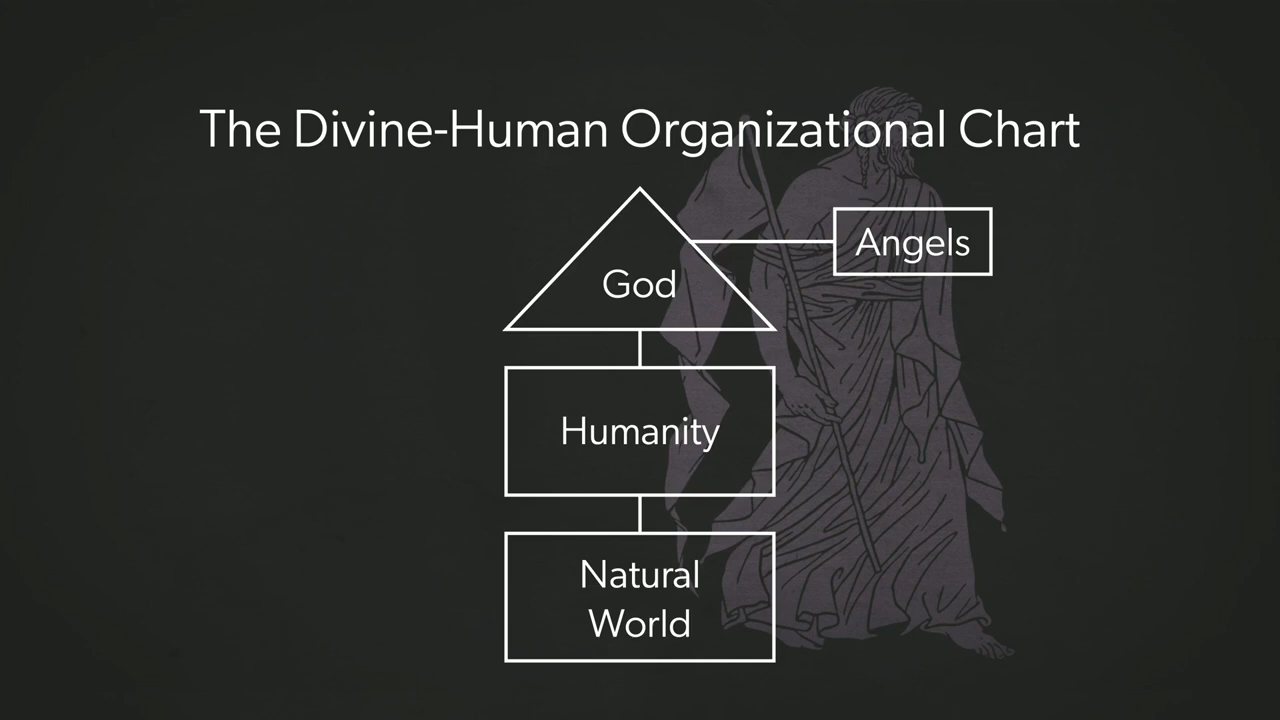 The Divine-Human Organizational Chart
Angels
God
Humanity
Natural
World